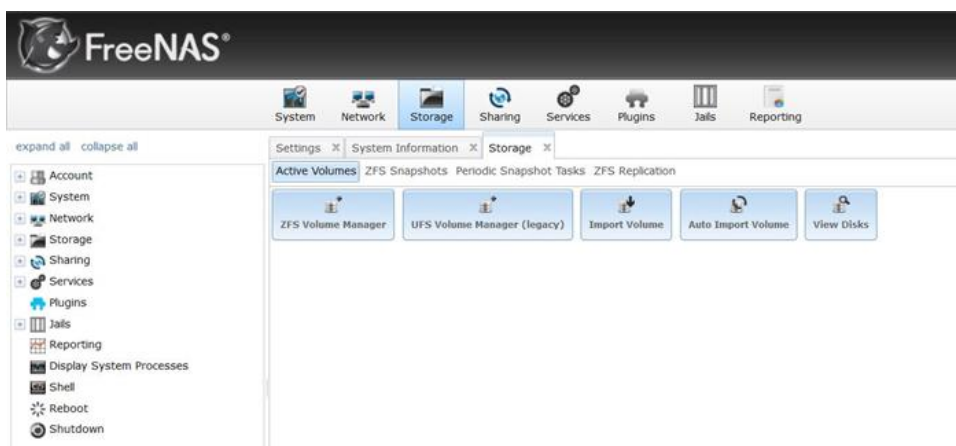 FreeNAS®
System Network Storage Sharing Services Plugins Jails Reporting
expand all collapse all
Settings System Information Storage
Active Volumes ZFS Snapshots Periodic Snapshot Tasks ZFS Replication
ZFS Volume Manager UFS Volume Manager (legacy) Import Volume Auto Import Volume View Disks
Account
System
Network
Storage
Sharing
Services
Plugins
Jails
Reporting
Display System Processes
Shell
Reboot
Shutdown